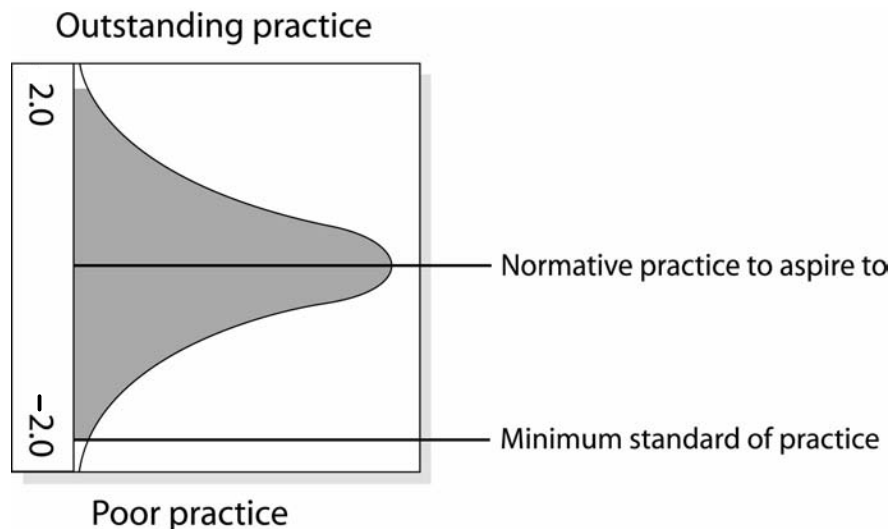 Outstanding practice
2.0
Normative practice to aspire to
−2.0
Minimum standard of practice
Poor practice